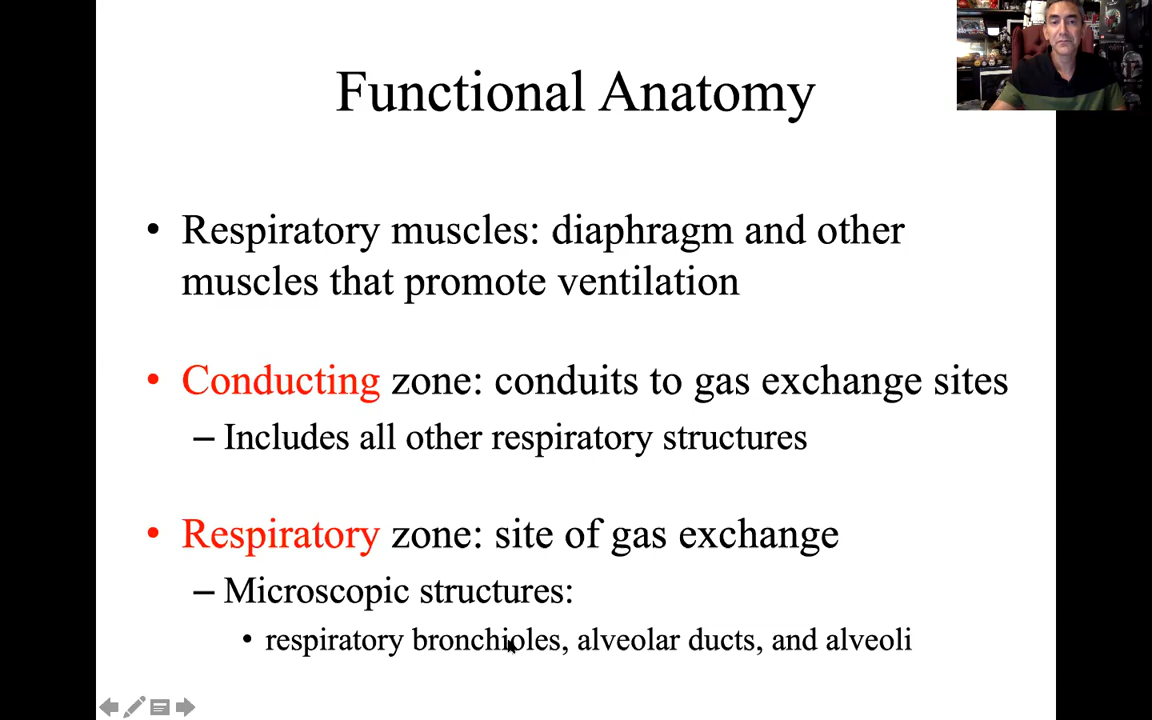 Functional Anatomy
• Respiratory muscles: diaphragm and other
muscles that promote ventilation
• Conducting zone: conduits to gas exchange sites
– Includes all other respiratory structures
• Respiratory zone: site of gas exchange
– Microscopic structures:
• respiratory bronchioles, alveolar ducts, and alveoli